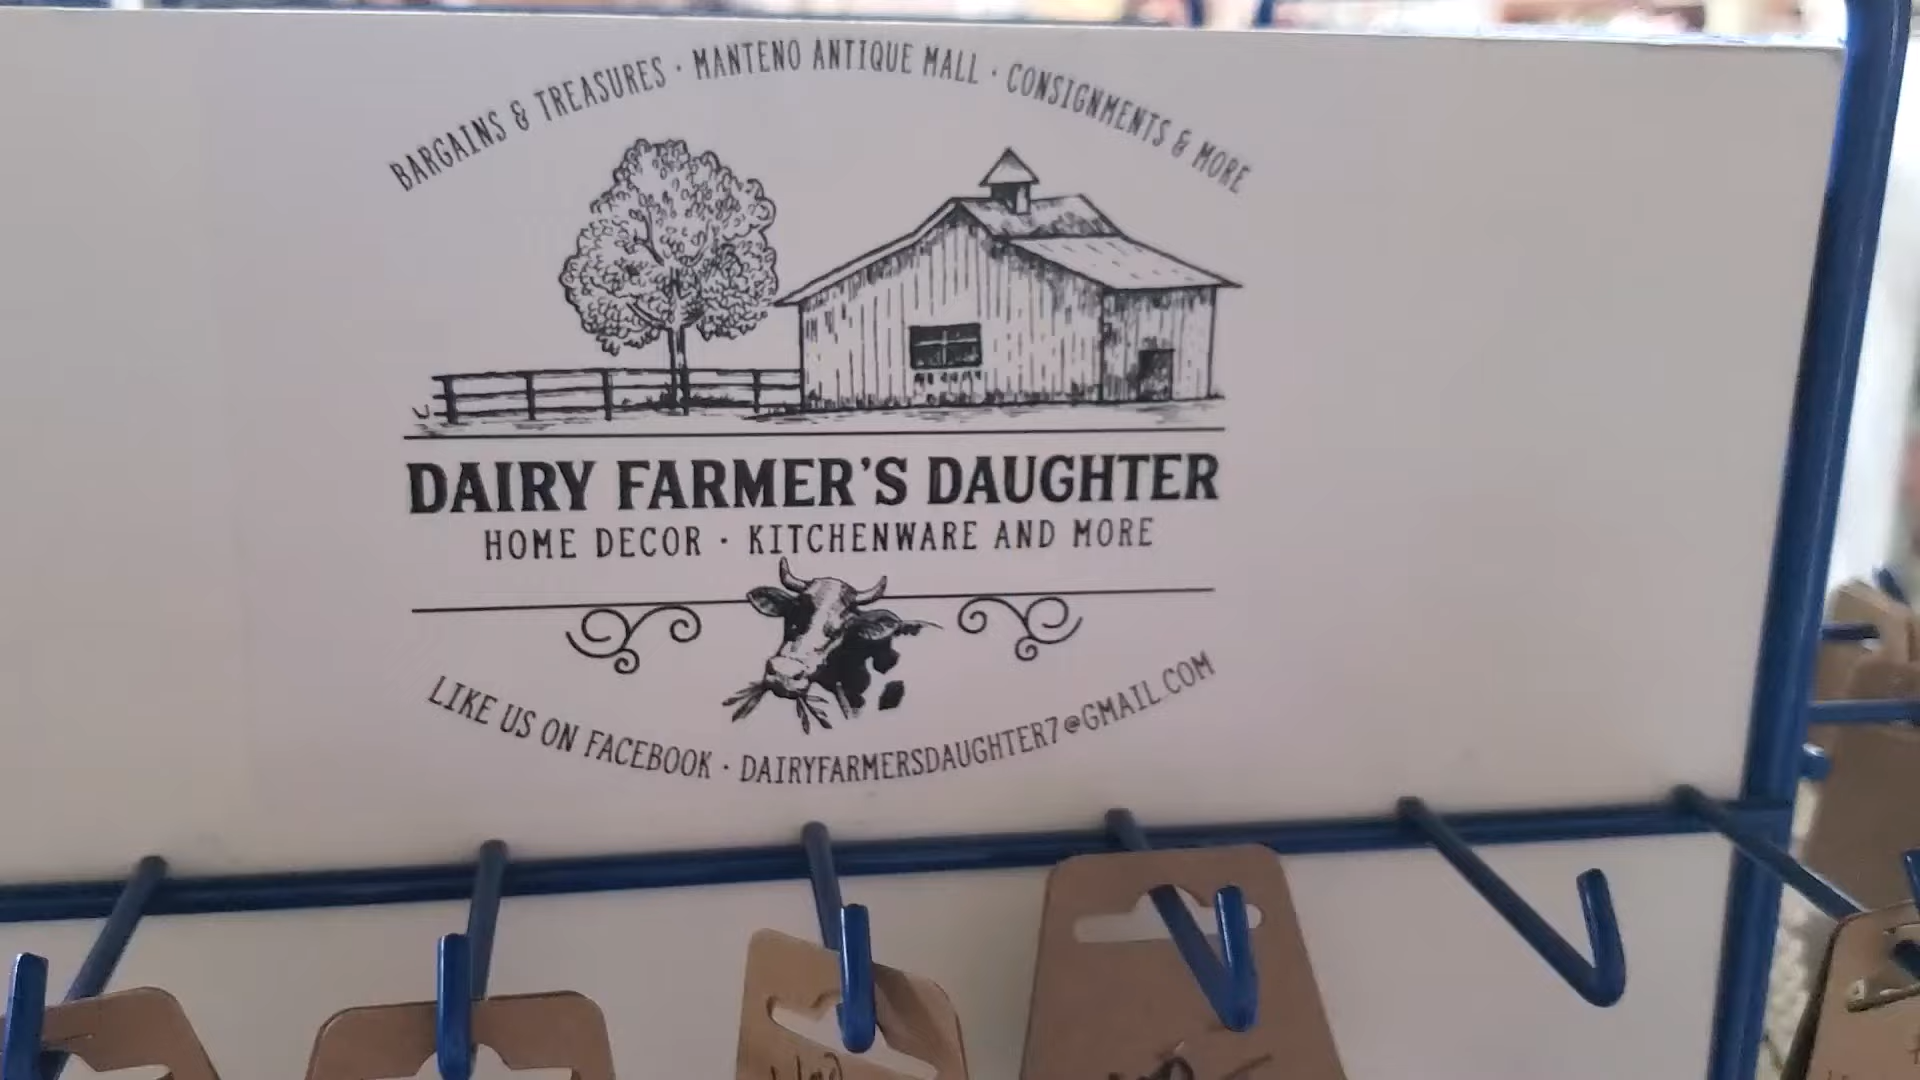 BARGAINS & TREASURES · MANTENO ANTIQUE MALL · CONSIGNMENTS & MORE
DAIRY FARMER'S DAUGHTER
HOME DECOR · KITCHENWARE AND MORE
LIKE US ON FACEBOOK · DAIRYFARMERSDAUGHTER7@GMAIL.COM